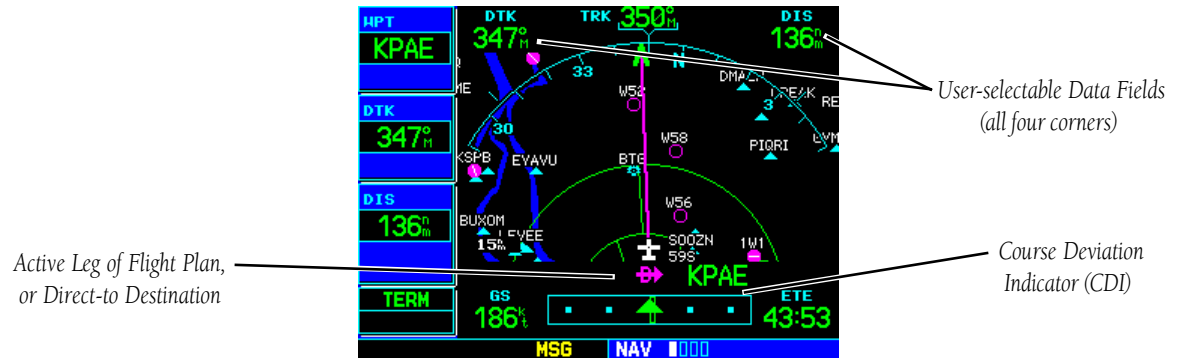 WPT
KPAE
DTK
347°M
DIS
136nm
TERM
DTK
347°M
TRK 350°M
DIS
136nm
33
N
3
30
DMALL
W52
W58
PIQRI
KSPB
EYAVU
BTG
W56
BUXOM
LEVEE
15nm
SOOZN
59S
1W1
KPAE
GS
186kt
ETE
43:53
MSG
NAV
User-selectable Data Fields
(all four corners)
Active Leg of Flight Plan,
or Direct-to Destination
Course Deviation
Indicator (CDI)